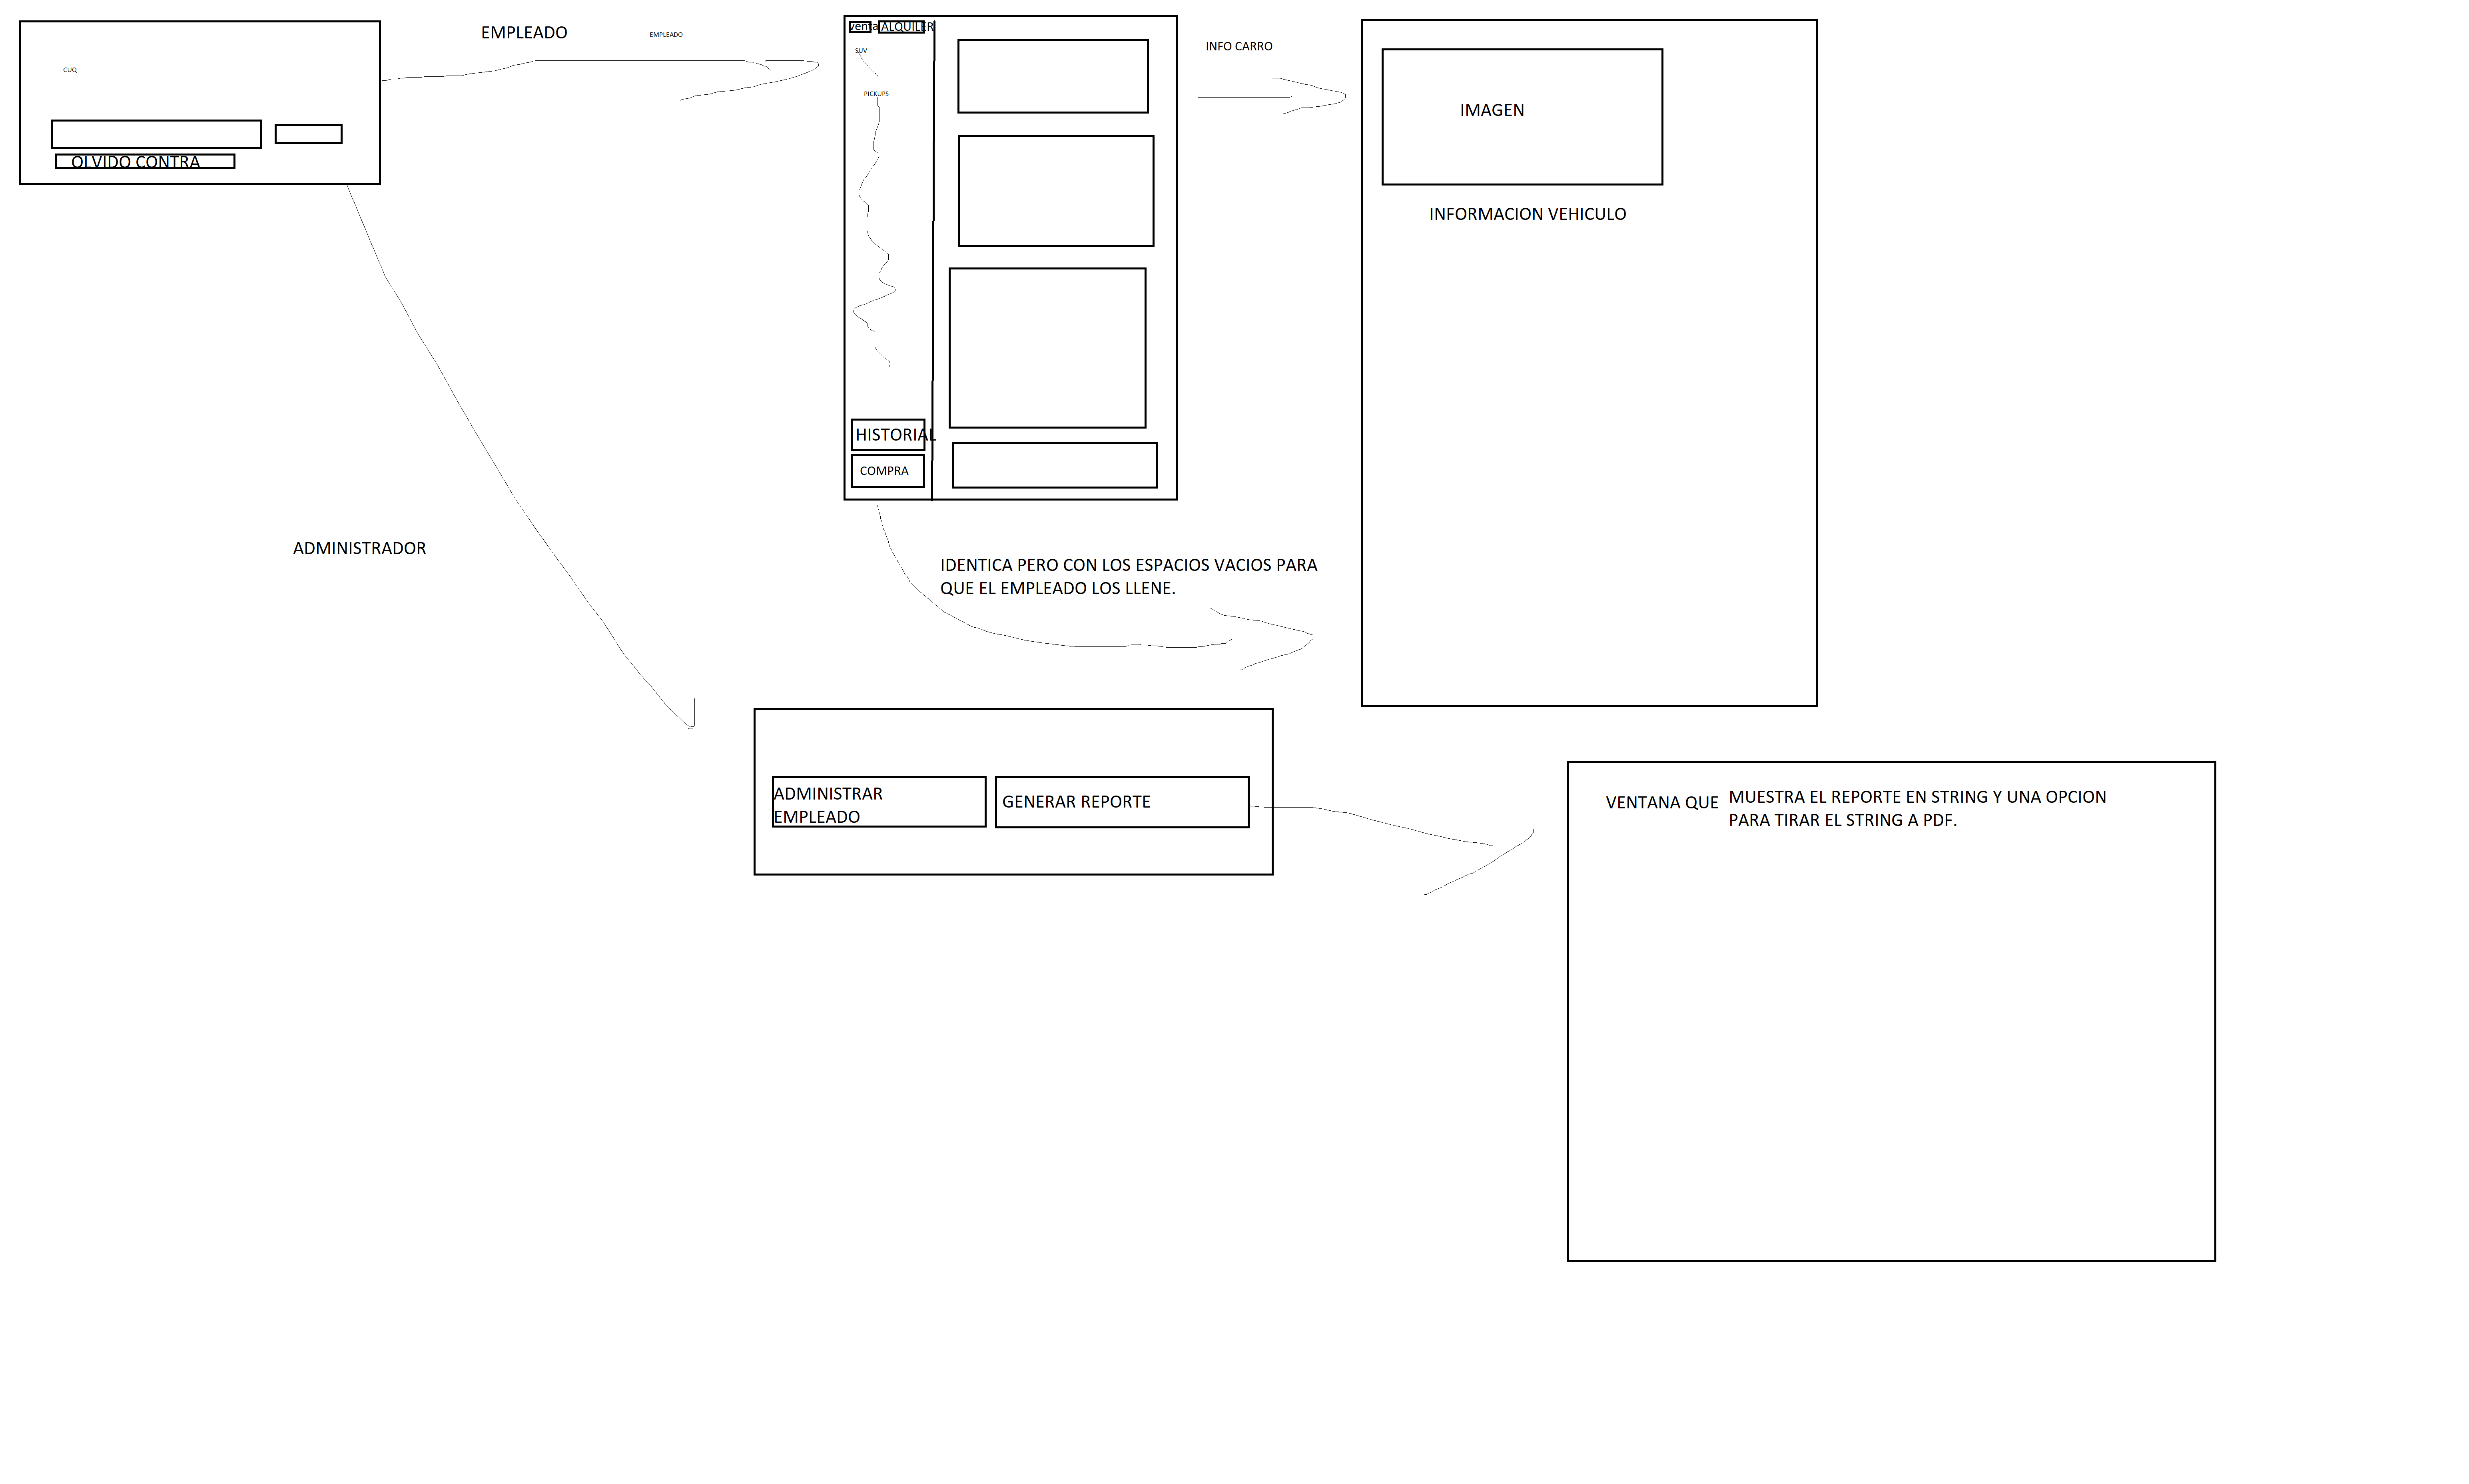 CUQ
OLVIDO CONTRA
EMPLEADO
EMPLEADO
venta
ALQUILER
SUV
PICKUPS
HISTORIAL
COMPRA
INFO CARRO
IMAGEN
INFORMACION VEHICULO
ADMINISTRADOR
IDENTICA PERO CON LOS ESPACIOS VACIOS PARA
QUE EL EMPLEADO LOS LLENE.
ADMINISTRAR
EMPLEADO
GENERAR REPORTE
VENTANA QUE MUESTRA EL REPORTE EN STRING Y UNA OPCION
PARA TIRAR EL STRING A PDF.